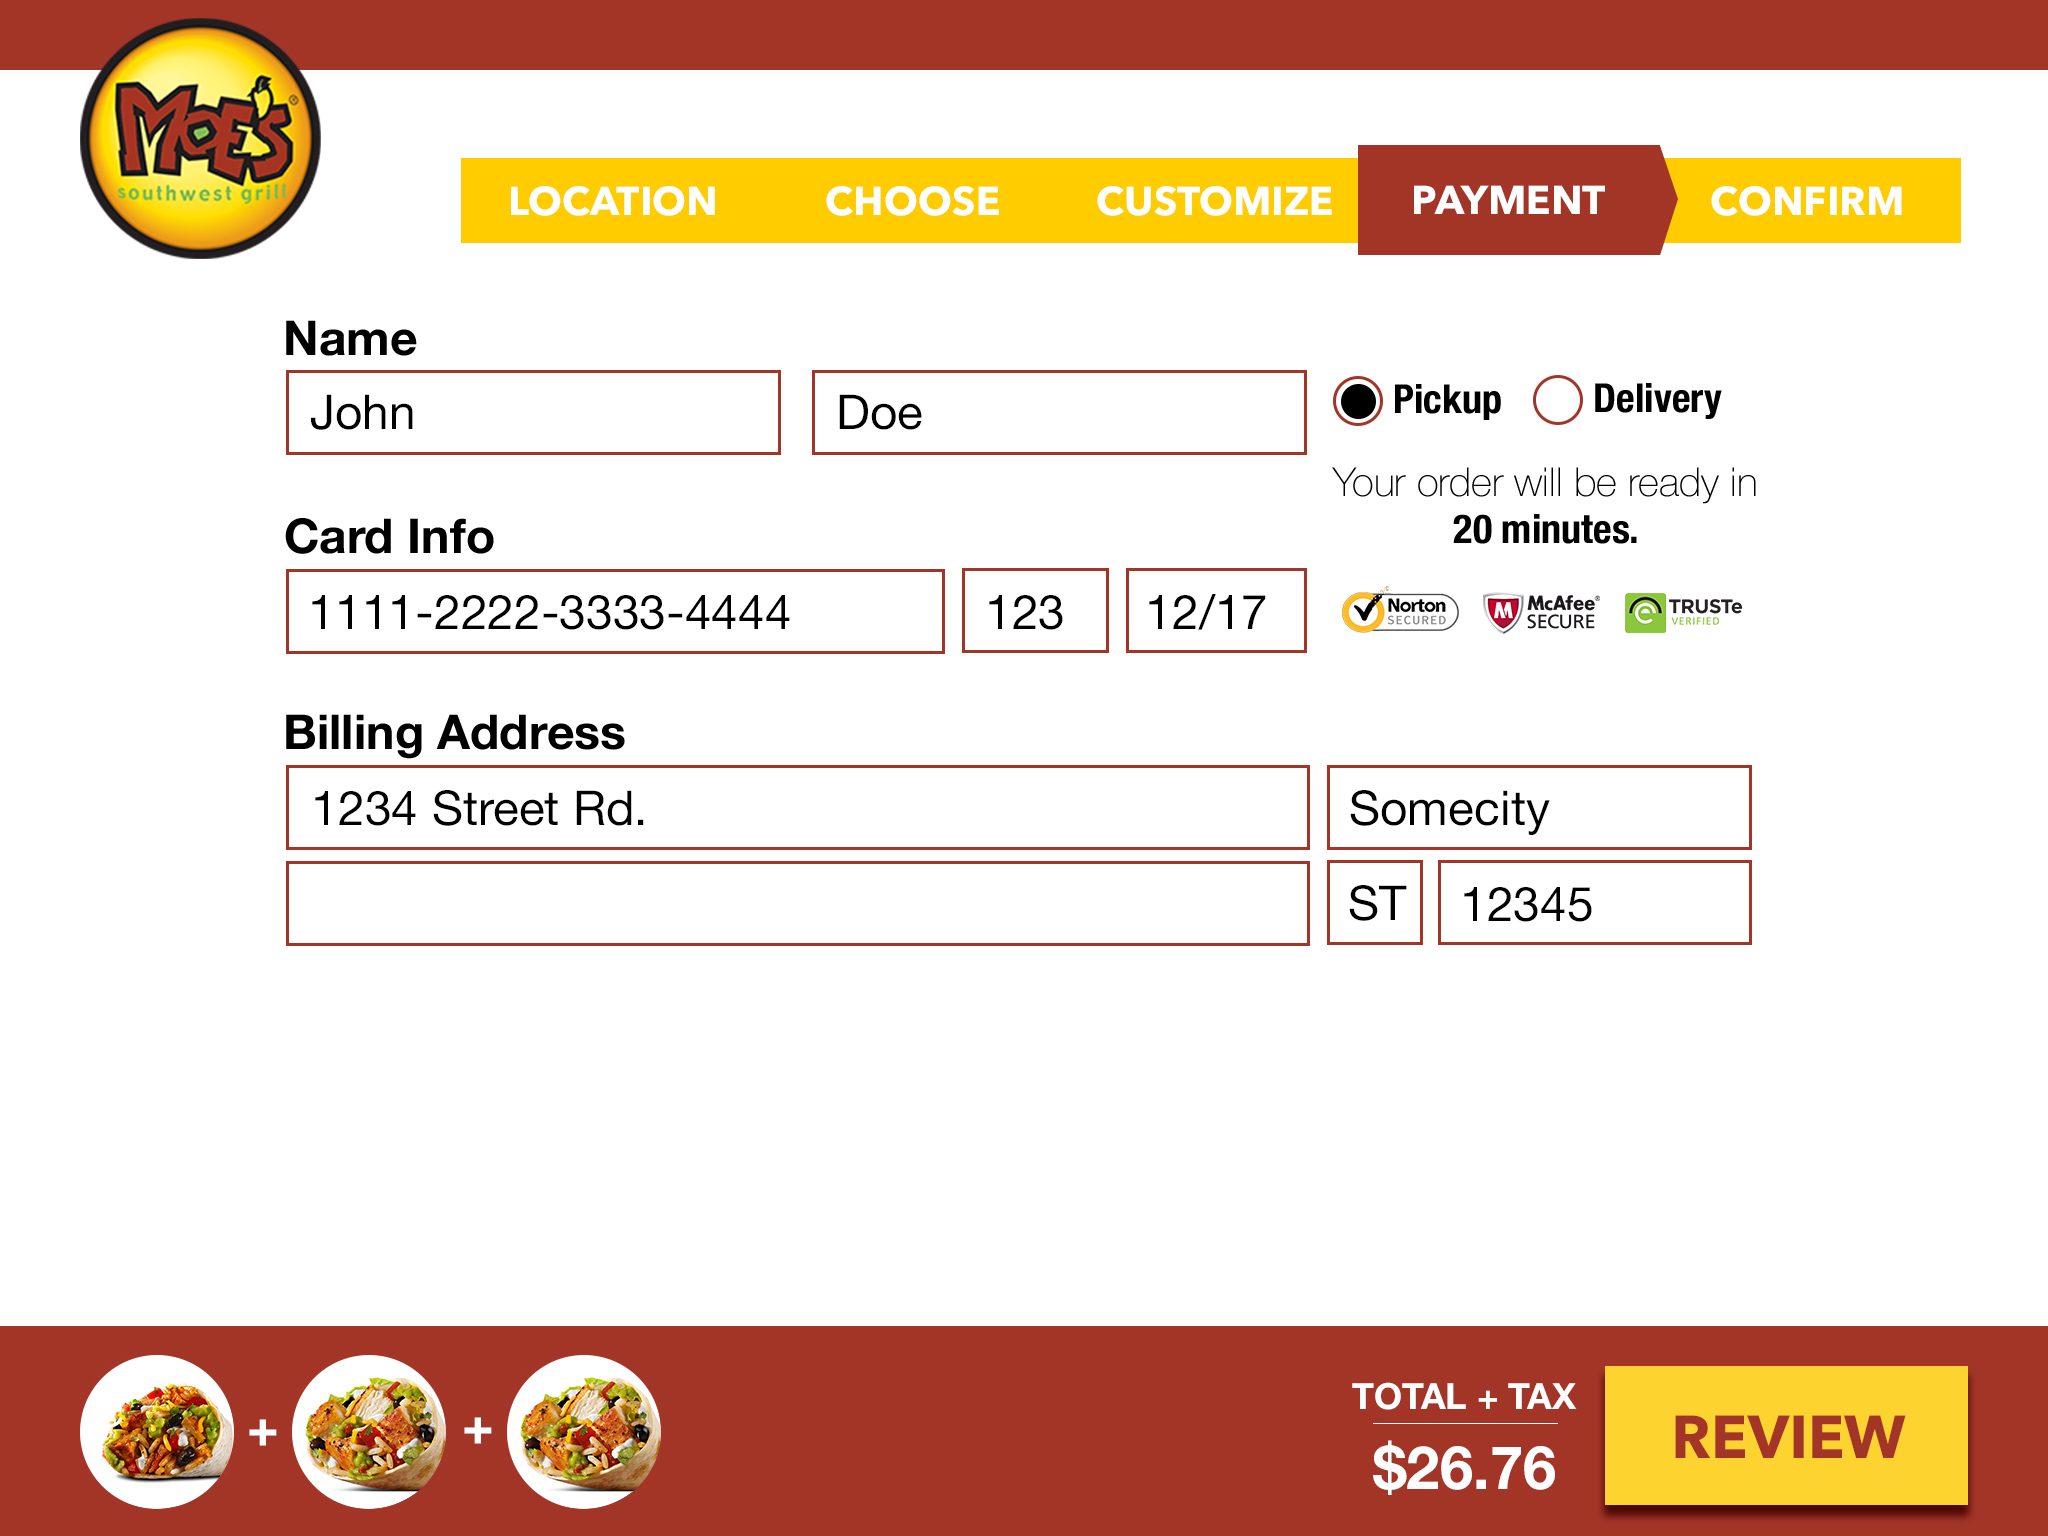 MOE'S®
southwest grill
LOCATION CHOOSE CUSTOMIZE PAYMENT CONFIRM
Name
John Doe
Pickup Delivery
Your order will be ready in
20 minutes.
Card Info
1111-2222-3333-4444 123 12/17
Norton
SECURED
McAfee®
SECURE
TRUSTe
VERIFIED
Billing Address
1234 Street Rd. Somecity
ST 12345
+ +
TOTAL + TAX
$26.76
REVIEW